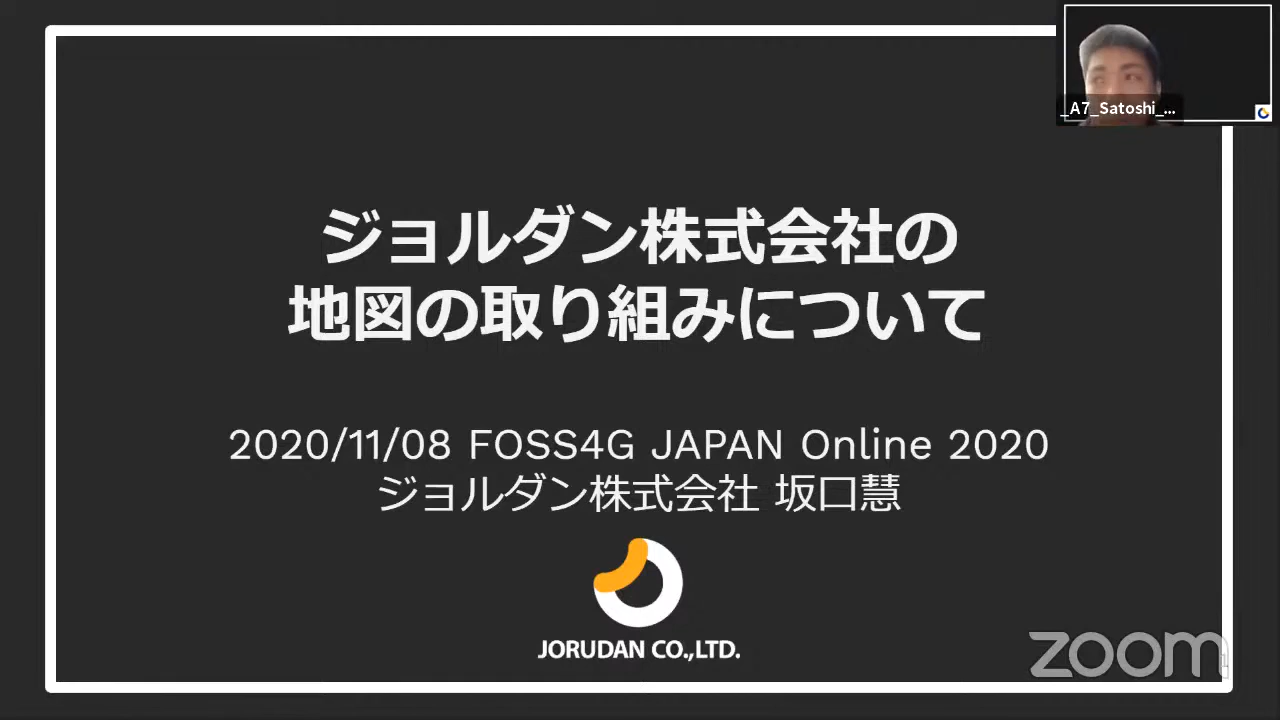 _A7_Satoshi_...
ジョルダン株式会社の
地図の取り組みについて
2020/11/08 FOSS4G JAPAN Online 2020
ジョルダン株式会社 坂口慧
JORUDAN CO.,LTD.
zoom
1